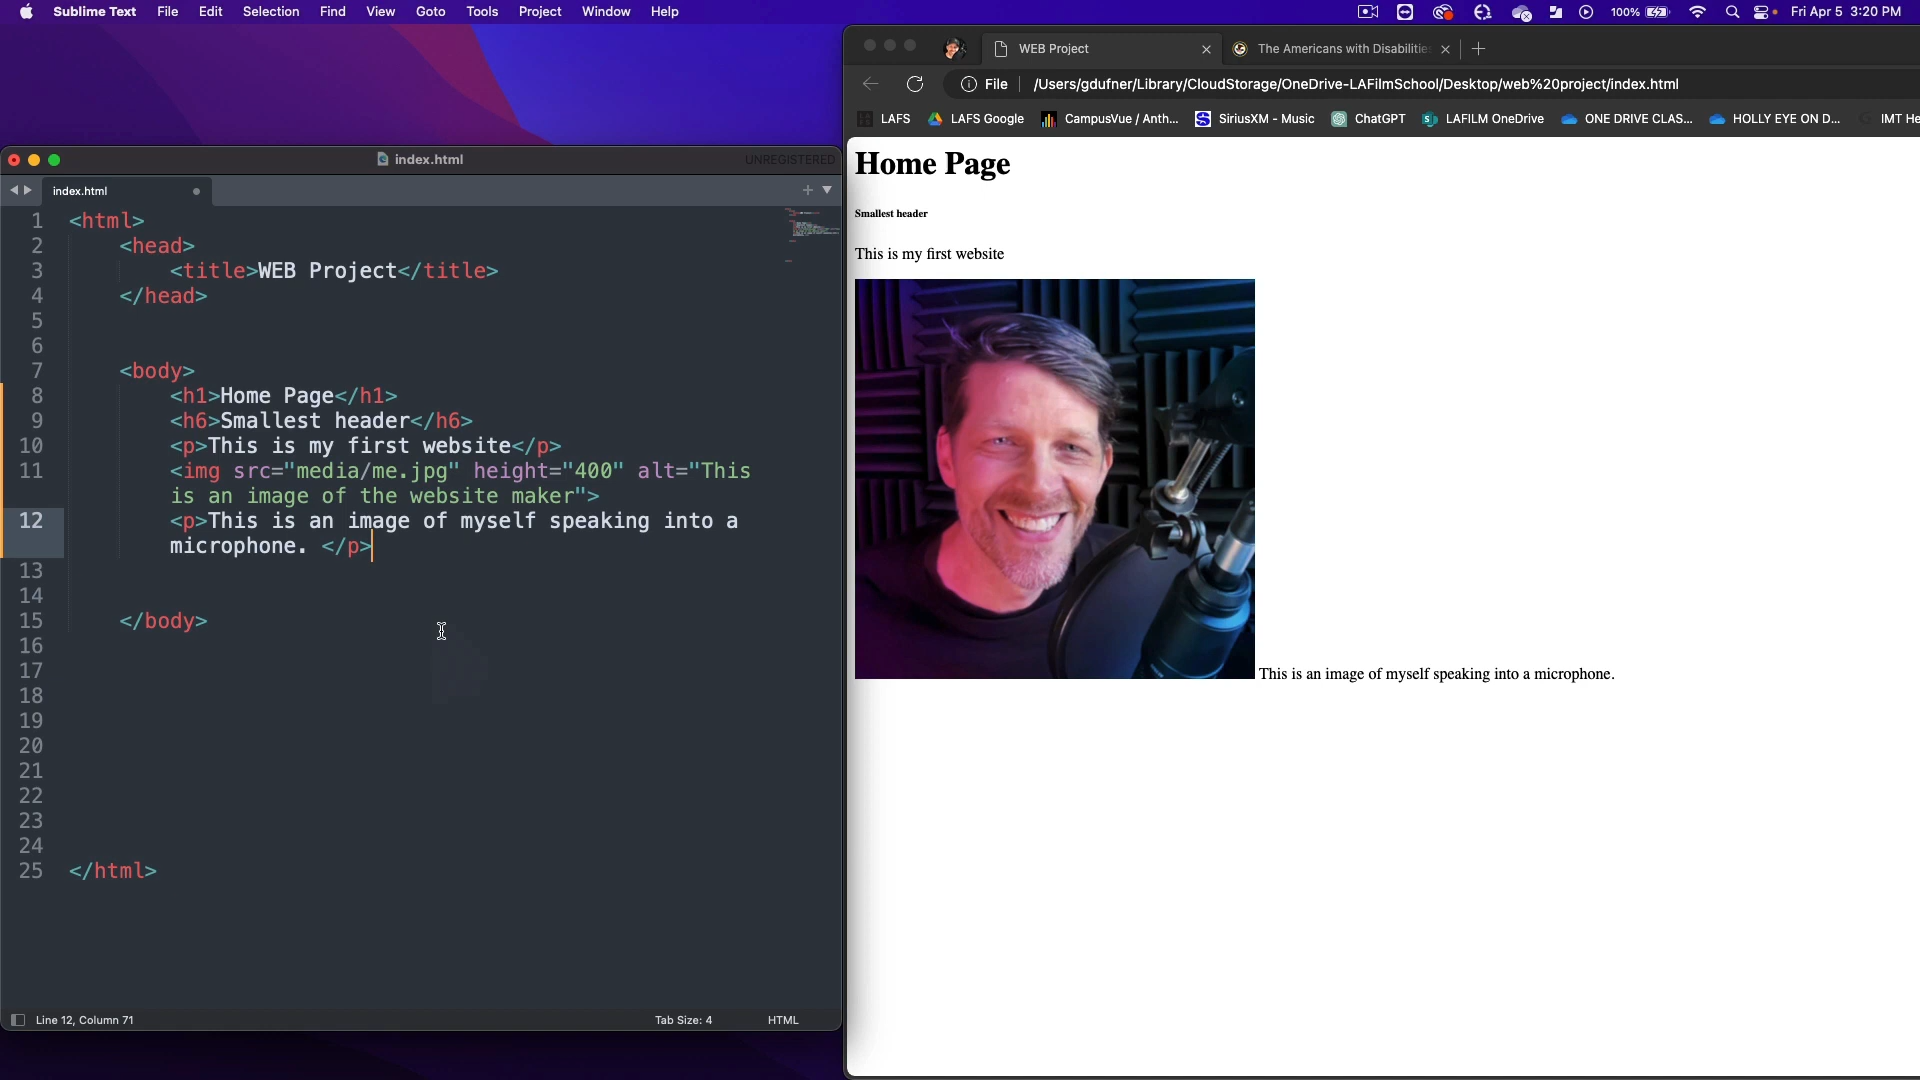 Sublime Text File Edit Selection Find View Goto Tools Project Window Help 100% Fri Apr 5 3:20 PM
index.html UNREGISTERED
index.html
1 <html>
2 <head>
3 <title>WEB Project</title>
4 </head>
5
6
7 <body>
8 <h1>Home Page</h1>
9 <h6>Smallest header</h6>
10 <p>This is my first website</p>
11 <img src="media/me.jpg" height="400" alt="This
is an image of the website maker">
12 <p>This is an image of myself speaking into a
microphone. </p>
13
14
15 </body>
16
17
18
19
20
21
22
23
24
25 </html>
Line 12, Column 71 Tab Size: 4 HTML
WEB Project The Americans with Disabilitie
File /Users/gdufner/Library/CloudStorage/OneDrive-LAFilmSchool/Desktop/web%20project/index.html
LAFS LAFS Google CampusVue / Anth... SiriusXM - Music ChatGPT LAFILM OneDrive ONE DRIVE CLAS... HOLLY EYE ON D... IMT He
Home Page
Smallest header
This is my first website
This is an image of myself speaking into a microphone.